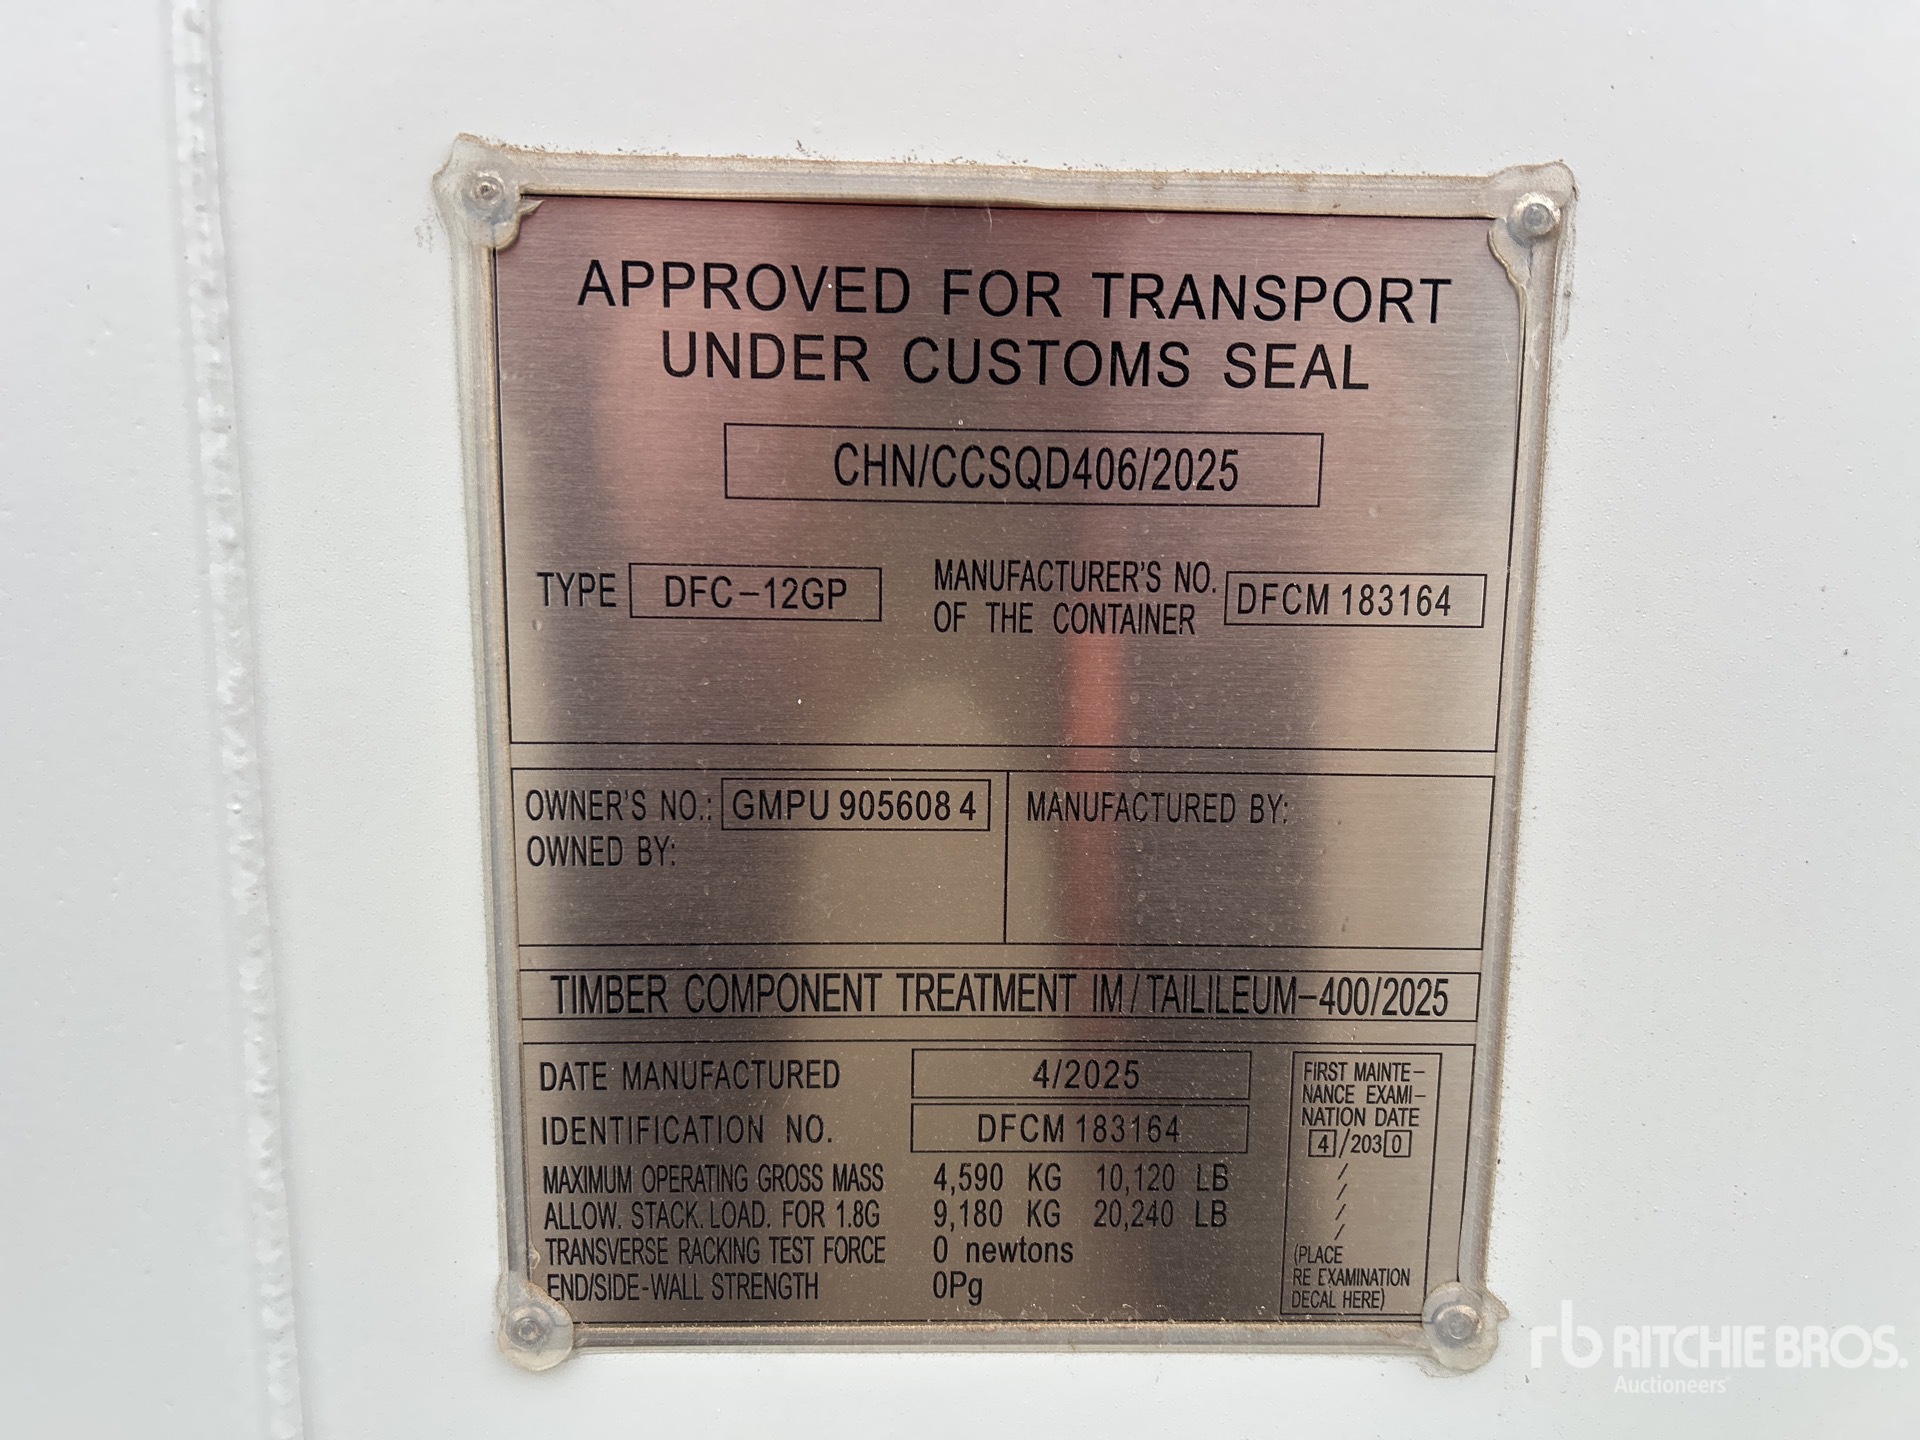 APPROVED FOR TRANSPORT
UNDER CUSTOMS SEAL
CHN/CCSQD406/2025
TYPE DFC-12GP
MANUFACTURER'S NO.
OF THE CONTAINER
DFCM 183164
OWNER'S NO.: GMPU 905608 4
OWNED BY:
MANUFACTURED BY:
TIMBER COMPONENT TREATMENT IM/TAILILEUM-400/2025
DATE MANUFACTURED 4/2025
IDENTIFICATION NO. DFCM 183164
MAXIMUM OPERATING GROSS MASS 4,590 KG 10,120 LB
ALLOW. STACK. LOAD. FOR 1.8G 9,180 KG 20,240 LB
TRANSVERSE RACKING TEST FORCE 0 newtons
END/SIDE-WALL STRENGTH 0Pg
FIRST MAINTE-
NANCE EXAMI-
NATION DATE
4/2030
/
/
/
/
(PLACE
RE EXAMINATION
DECAL HERE)
rb RITCHIE BROS.
Auctioneers